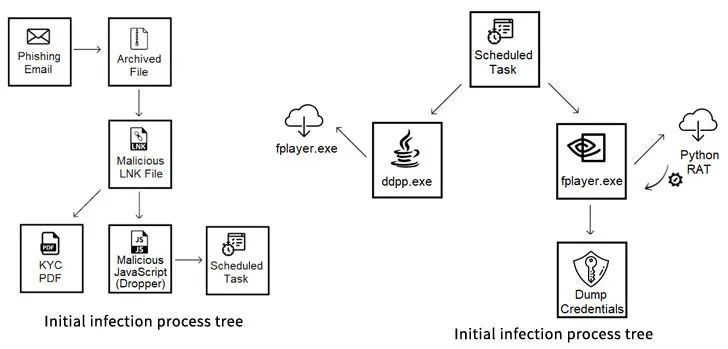 Phishing
Email
Archived
File
LNK
Malicious
LNK File
PDF
KYC
PDF
JS
JS
Malicious
JavaScript
(Dropper)
Scheduled
Task
Initial infection process tree
Scheduled
Task
fplayer.exe
ddpp.exe
fplayer.exe
Python
RAT
Dump
Credentials
Initial infection process tree